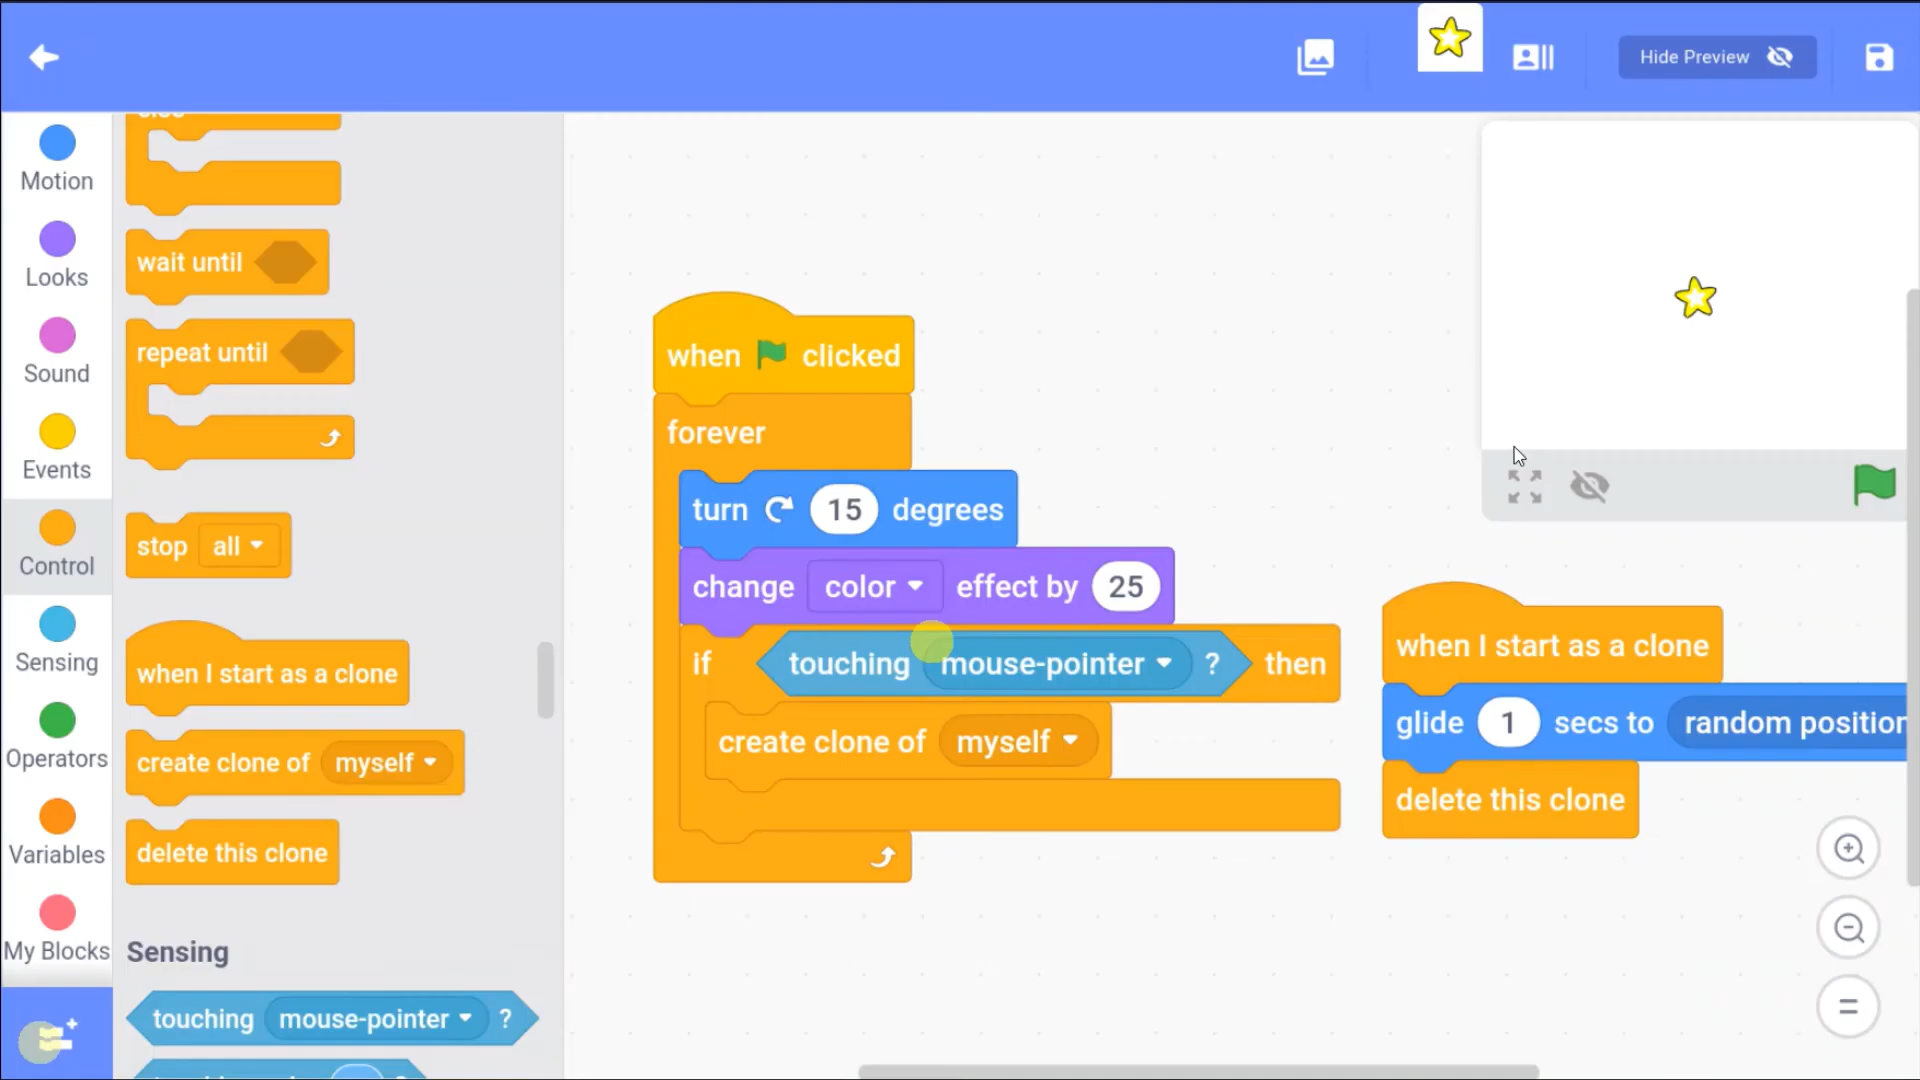 Hide Preview
Motion
Looks
Sound
Events
Control
Sensing
Operators
Variables
My Blocks
else
wait until
repeat until
stop all
when I start as a clone
create clone of myself
delete this clone
Sensing
touching mouse-pointer ?
when clicked
forever
turn 15 degrees
change color effect by 25
if touching mouse-pointer ? then
create clone of myself
when I start as a clone
glide 1 secs to random position
delete this clone